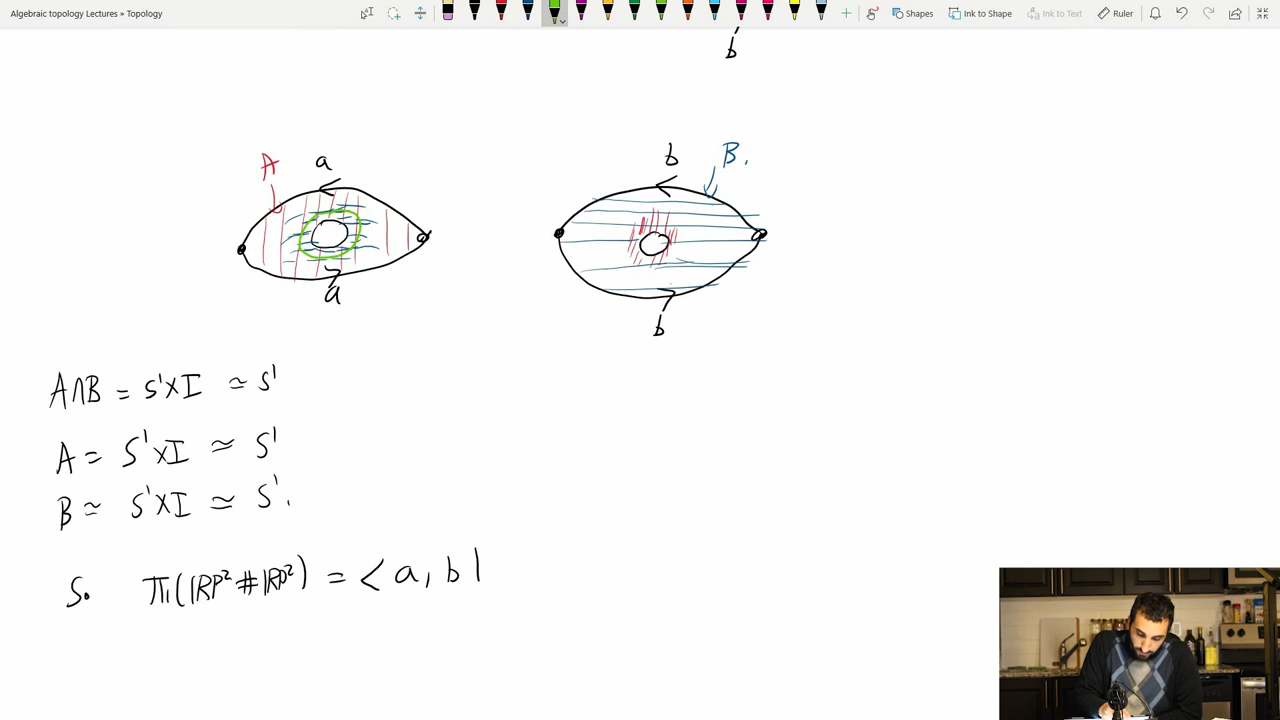 Algebraic topology Lectures » Topology
Shapes
Ink to Shape
Ink to Text
Ruler
b
A
a
a
b
B.
b
A∩B = S¹×I ≃ S¹
A = S¹×I ≃ S¹
B ≃ S¹×I ≃ S¹.
So π₁(ℝP² # ℝP²) = < a, b |